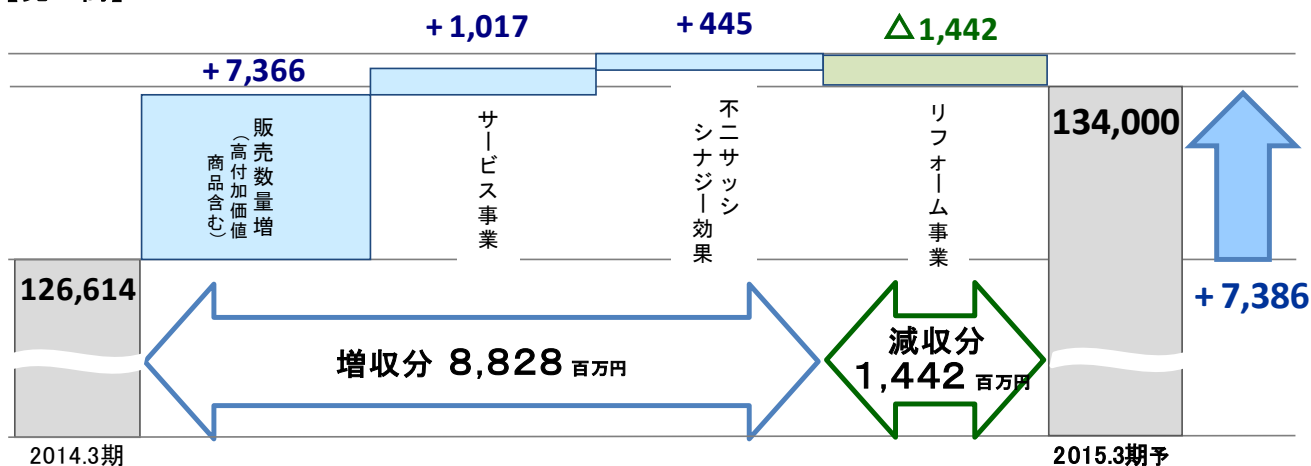 +1,017
+445
△1,442
+7,366
販売数量増
(高付加価値
商品含む)
サービス事業
不二サッシ
シナジー効果
リフォーム事業
134,000
126,614
+7,386
増収分 8,828 百万円
減収分
1,442 百万円
2014.3期
2015.3期予